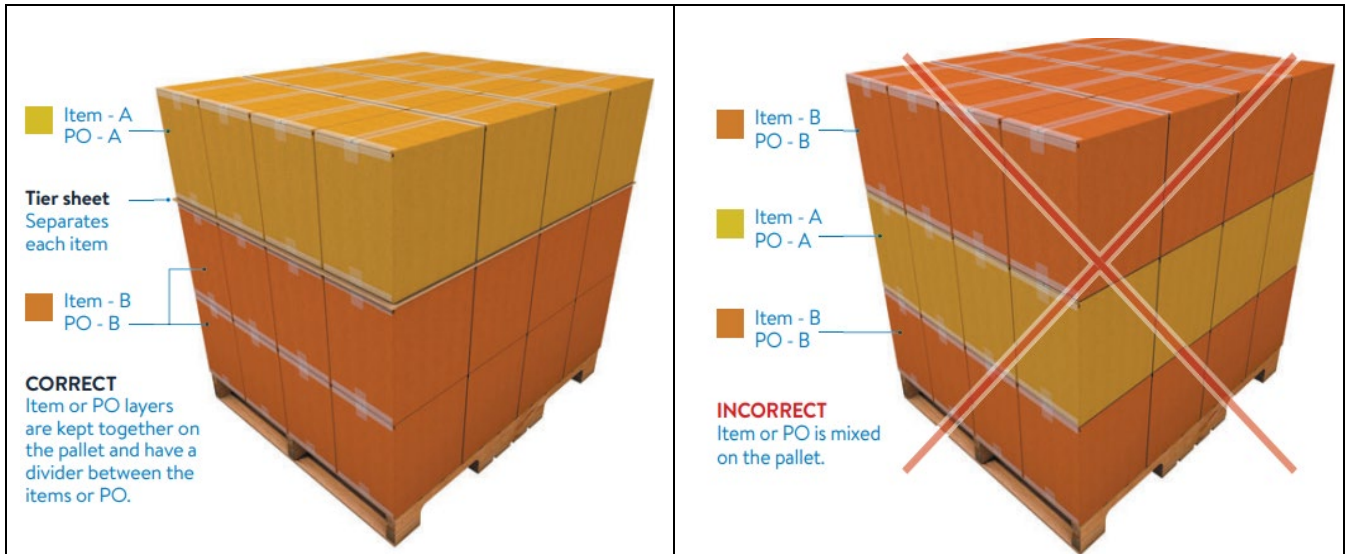 Item - A
PO - A
Tier sheet
Separates
each item
Item - B
PO - B
CORRECT
Item or PO layers
are kept together on
the pallet and have a
divider between the
items or PO.
Item - B
PO - B
Item - A
PO - A
Item - B
PO - B
INCORRECT
Item or PO is mixed
on the pallet.